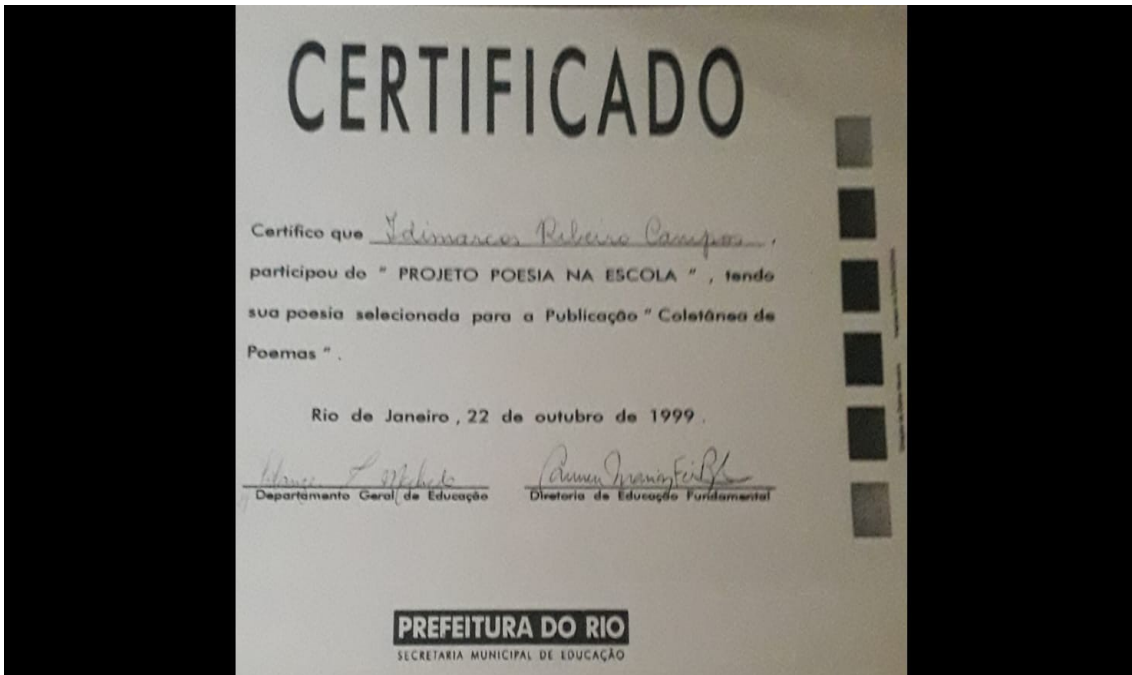 CERTIFICADO
Certifico que Idimarcos Ribeiro Campos,
participou do " PROJETO POESIA NA ESCOLA " , tendo
sua poesia selecionada para a Publicação " Coletânea de
Poemas " .
Rio de Janeiro , 22 de outubro de 1999 .
Departamento Geral de Educação
Diretoria de Educação Fundamental
PREFEITURA DO RIO
SECRETARIA MUNICIPAL DE EDUCAÇÃO